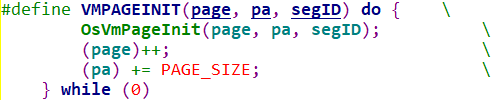 #define VMPAGEINIT(page, pa, segID) do {    \
        OsVmPageInit(page, pa, segID);            \
        (page)++;                                 \
        (pa) += PAGE_SIZE;                        \
    } while (0)